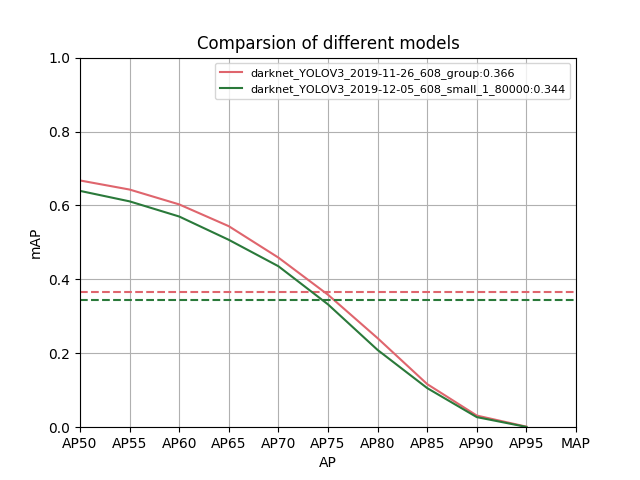 Comparsion of different models
darknet_YOLOV3_2019-11-26_608_group:0.366
darknet_YOLOV3_2019-12-05_608_small_1_80000:0.344
1.0
0.8
0.6
0.4
0.2
0.0
mAP
AP50 AP55 AP60 AP65 AP70 AP75 AP80 AP85 AP90 AP95 MAP
AP